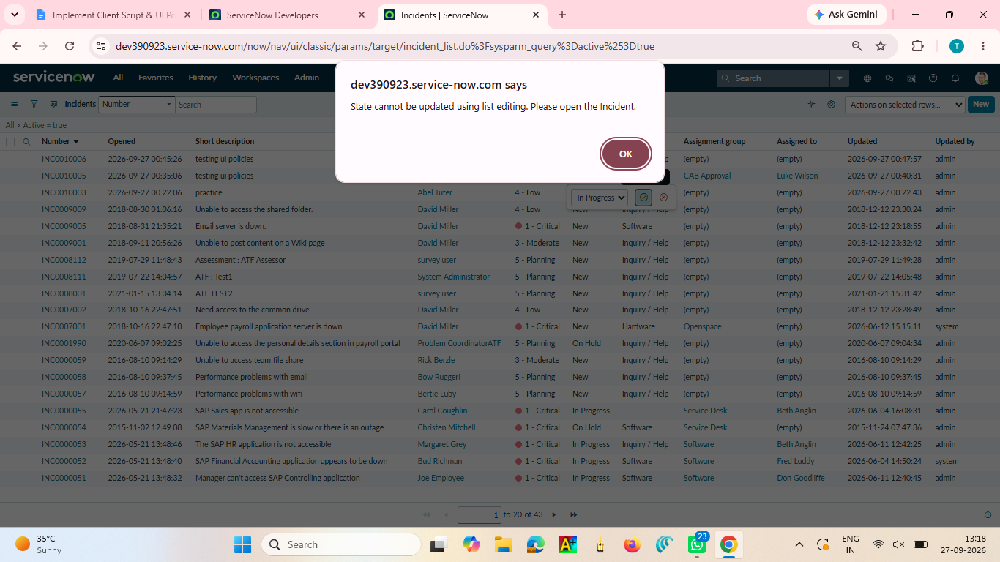 Implement Client Script & UI Po
ServiceNow Developers
Incidents | ServiceNow
Ask Gemini
dev390923.service-now.com/now/nav/ui/classic/params/target/incident_list.do%3Fsysparm_query%3Dactive%253Dtrue
T
servicenow All Favorites History Workspaces Admin Search
dev390923.service-now.com says
State cannot be updated using list editing. Please open the Incident.
OK
Incidents Number Search Actions on selected rows... New
All > Active = true
Number Opened Short description Assignment group Assigned to Updated Updated by
INC0010006 2026-09-27 00:45:26 testing ui policies (empty) (empty) 2026-09-27 00:47:57 admin
INC0010005 2026-09-27 00:35:06 testing ui policies CAB Approval Luke Wilson 2026-09-27 00:40:31 admin
INC0010003 2026-09-27 00:22:06 practice Abel Tuter 4 - Low In Progress (empty) (empty) 2026-09-27 00:22:43 admin
INC0009009 2018-08-30 01:06:16 Unable to access the shared folder. David Miller 4 - Low New Inquiry / Help (empty) (empty) 2018-12-12 23:30:24 admin
INC0009005 2018-08-31 21:35:21 Email server is down. David Miller 1 - Critical New Software (empty) (empty) 2018-12-12 23:18:55 admin
INC0009001 2018-09-11 20:56:26 Unable to post content on a Wiki page David Miller 3 - Moderate New Inquiry / Help (empty) (empty) 2018-12-12 23:32:42 admin
INC0008112 2019-07-29 11:48:43 Assessment : ATF Assessor survey user 5 - Planning New Inquiry / Help (empty) (empty) 2019-07-29 11:49:28 admin
INC0008111 2019-07-22 14:04:57 ATF : Test1 System Administrator 5 - Planning New Inquiry / Help (empty) (empty) 2019-07-22 14:05:48 admin
INC0008001 2021-01-15 13:04:14 ATF:TEST2 survey user 5 - Planning New Inquiry / Help (empty) (empty) 2021-01-21 15:31:42 admin
INC0007002 2018-10-16 22:47:51 Need access to the common drive. David Miller 4 - Low New Inquiry / Help (empty) (empty) 2018-12-12 23:28:49 admin
INC0007001 2018-10-16 22:47:10 Employee payroll application server is down. David Miller 1 - Critical New Hardware Openspace (empty) 2026-06-12 15:15:11 system
INC0001990 2020-06-07 09:02:25 Unable to access the personal details section in payroll portal Problem CoordinatorATF 5 - Planning On Hold Inquiry / Help (empty) (empty) 2020-06-07 09:04:34 admin
INC0000059 2016-08-10 09:14:29 Unable to access team file share Rick Berzle 3 - Moderate New Inquiry / Help (empty) (empty) 2016-08-10 09:14:29 admin
INC0000058 2016-08-10 09:37:45 Performance problems with email Bow Ruggeri 5 - Planning New Inquiry / Help (empty) (empty) 2016-08-10 09:37:45 admin
INC0000057 2016-08-10 09:14:59 Performance problems with wifi Bertie Luby 5 - Planning New Inquiry / Help (empty) (empty) 2016-08-10 09:14:59 admin
INC0000055 2026-05-21 21:47:23 SAP Sales app is not accessible Carol Coughlin 1 - Critical In Progress Service Desk Beth Anglin 2026-06-04 16:08:31 admin
INC0000054 2015-11-02 12:49:08 SAP Materials Management is slow or there is an outage Christen Mitchell 1 - Critical On Hold Software Service Desk (empty) 2015-11-24 07:47:36 admin
INC0000053 2026-05-21 13:48:46 The SAP HR application is not accessible Margaret Grey 1 - Critical In Progress Inquiry / Help Software Beth Anglin 2026-06-11 12:42:25 admin
INC0000052 2026-05-21 13:48:40 SAP Financial Accounting application appears to be down Bud Richman 1 - Critical In Progress Software Software Fred Luddy 2026-06-04 14:50:24 system
INC0000051 2026-05-21 13:48:32 Manager can't access SAP Controlling application Joe Employee 1 - Critical In Progress Software Software Don Goodliffe 2026-06-11 12:40:45 admin
1 to 20 of 43
35°C
Sunny
Search
23
ENG
IN
13:18
27-09-2026